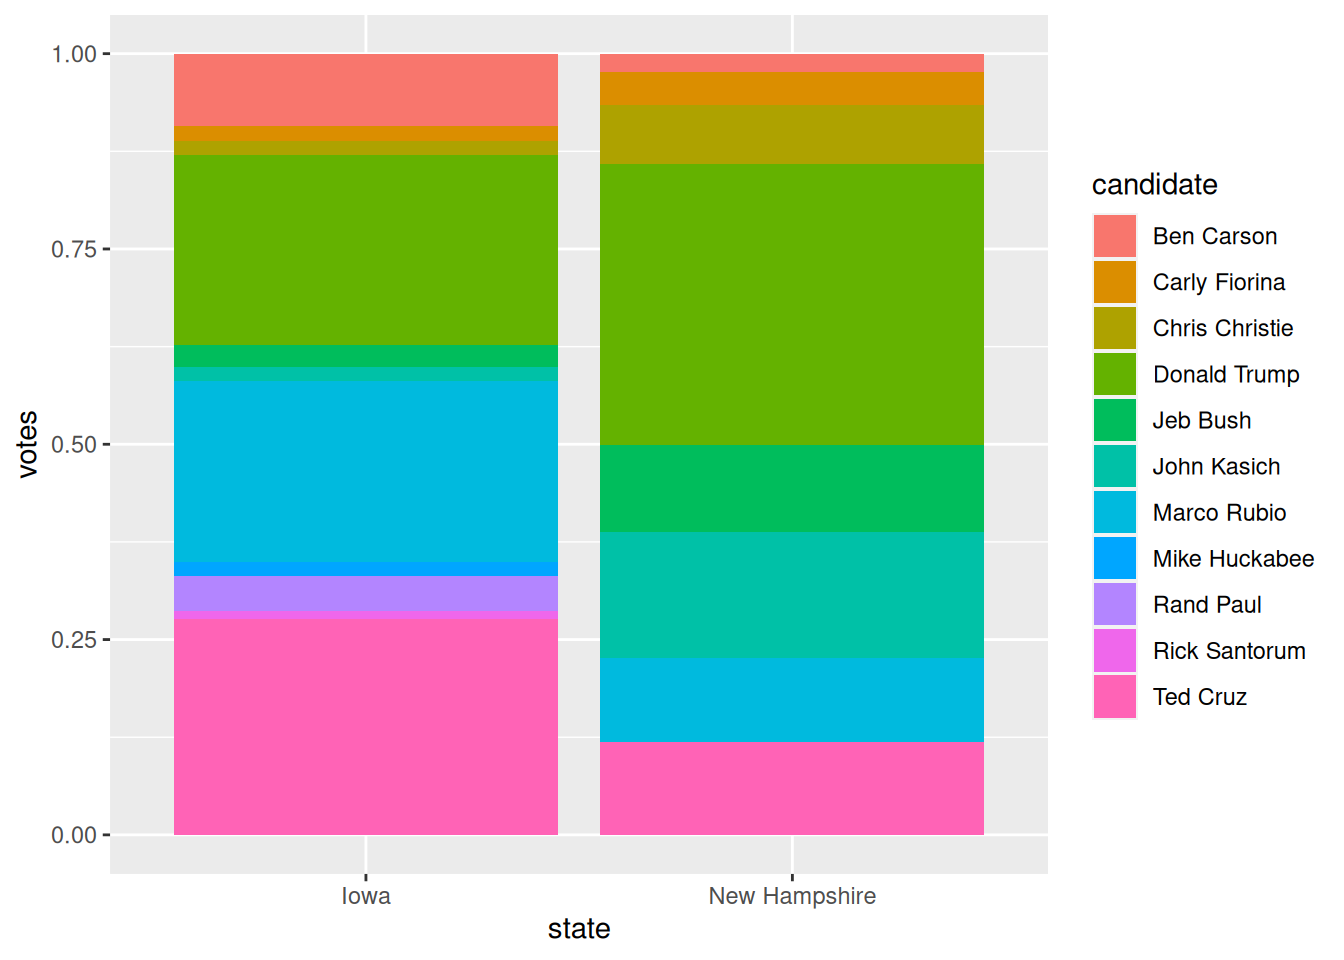 1.00
0.75
0.50
0.25
0.00
votes
Iowa
New Hampshire
state
candidate
Ben Carson
Carly Fiorina
Chris Christie
Donald Trump
Jeb Bush
John Kasich
Marco Rubio
Mike Huckabee
Rand Paul
Rick Santorum
Ted Cruz